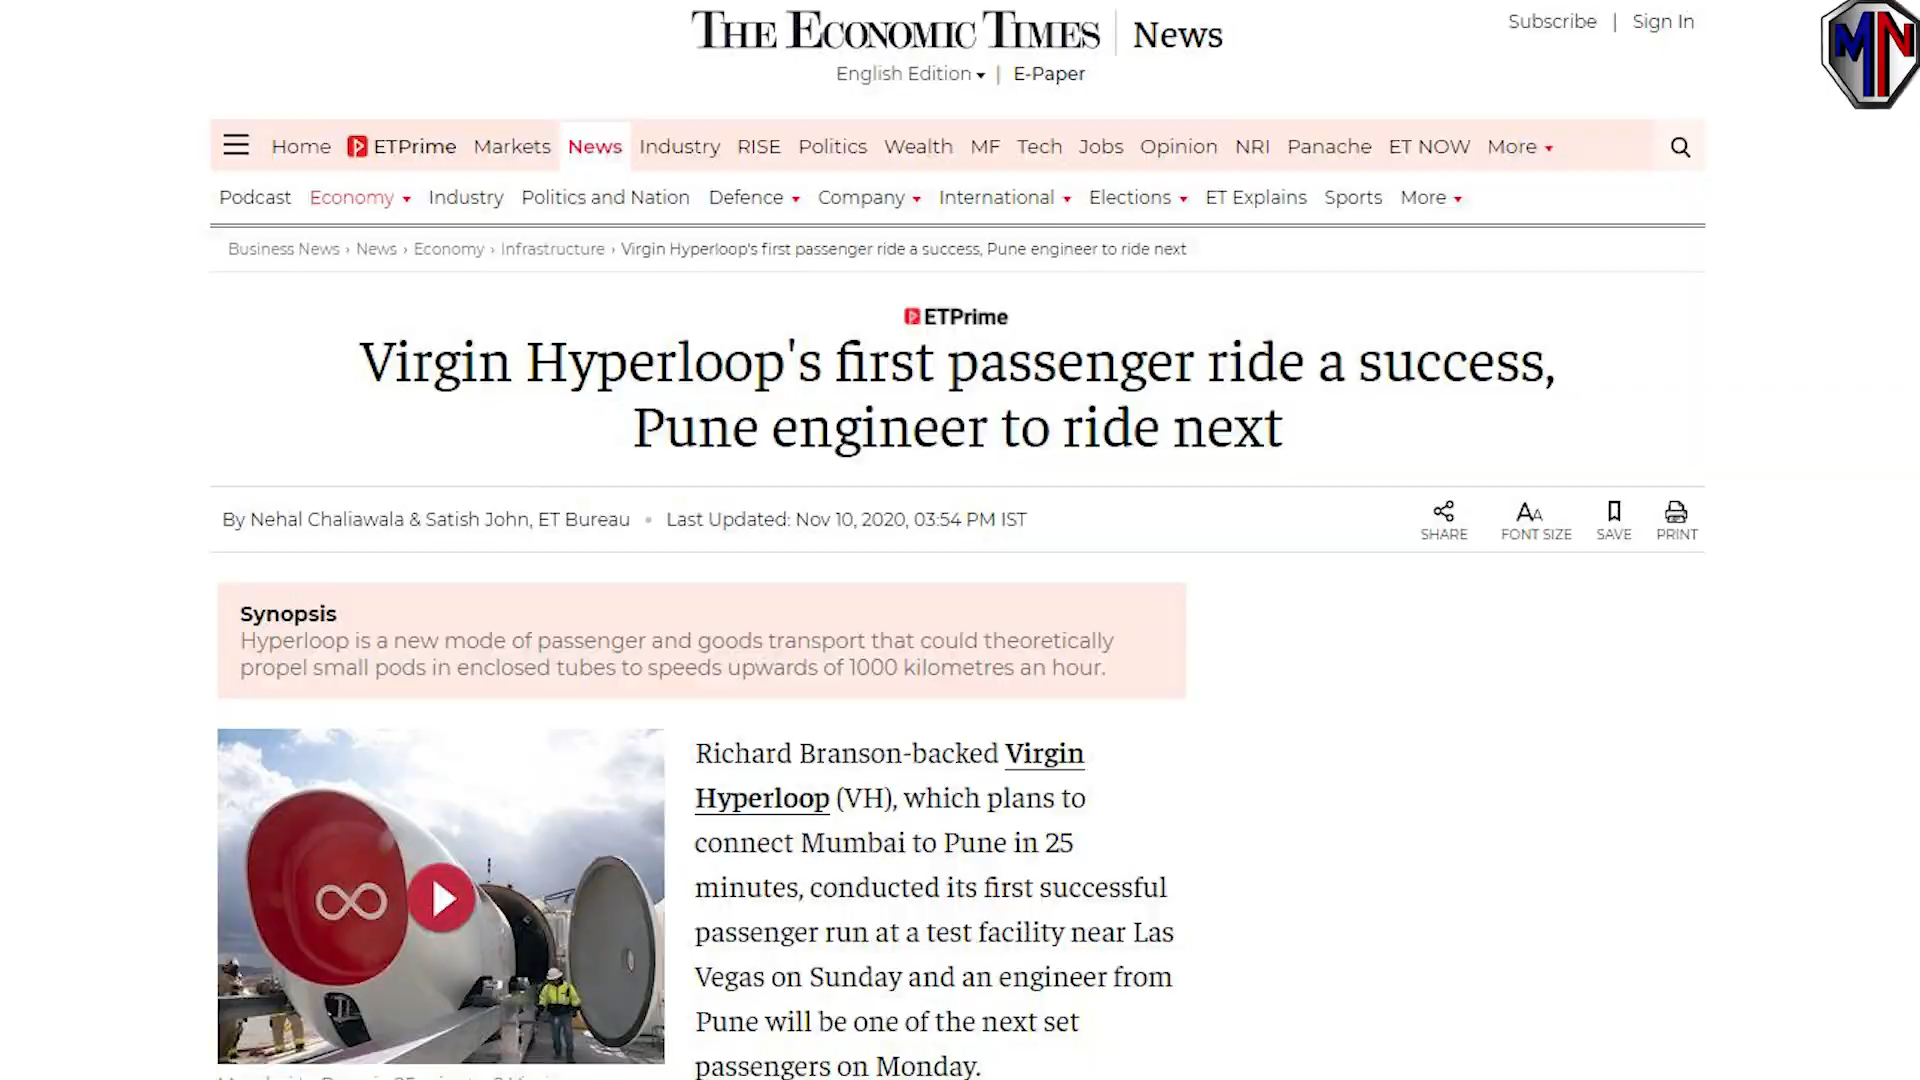 THE ECONOMIC TIMES | News
Subscribe | Sign In
MN
English Edition | E-Paper
Home ETPrime Markets News Industry RISE Politics Wealth MF Tech Jobs Opinion NRI Panache ET NOW More
Podcast Economy Industry Politics and Nation Defence Company International Elections ET Explains Sports More
Business News › News › Economy › Infrastructure › Virgin Hyperloop's first passenger ride a success, Pune engineer to ride next
ETPrime
Virgin Hyperloop's first passenger ride a success,
Pune engineer to ride next
By Nehal Chaliawala & Satish John, ET Bureau • Last Updated: Nov 10, 2020, 03:54 PM IST
SHARE FONT SIZE SAVE PRINT
Synopsis
Hyperloop is a new mode of passenger and goods transport that could theoretically
propel small pods in enclosed tubes to speeds upwards of 1000 kilometres an hour.
Richard Branson-backed Virgin
Hyperloop (VH), which plans to
connect Mumbai to Pune in 25
minutes, conducted its first successful
passenger run at a test facility near Las
Vegas on Sunday and an engineer from
Pune will be one of the next set
passengers on Monday.